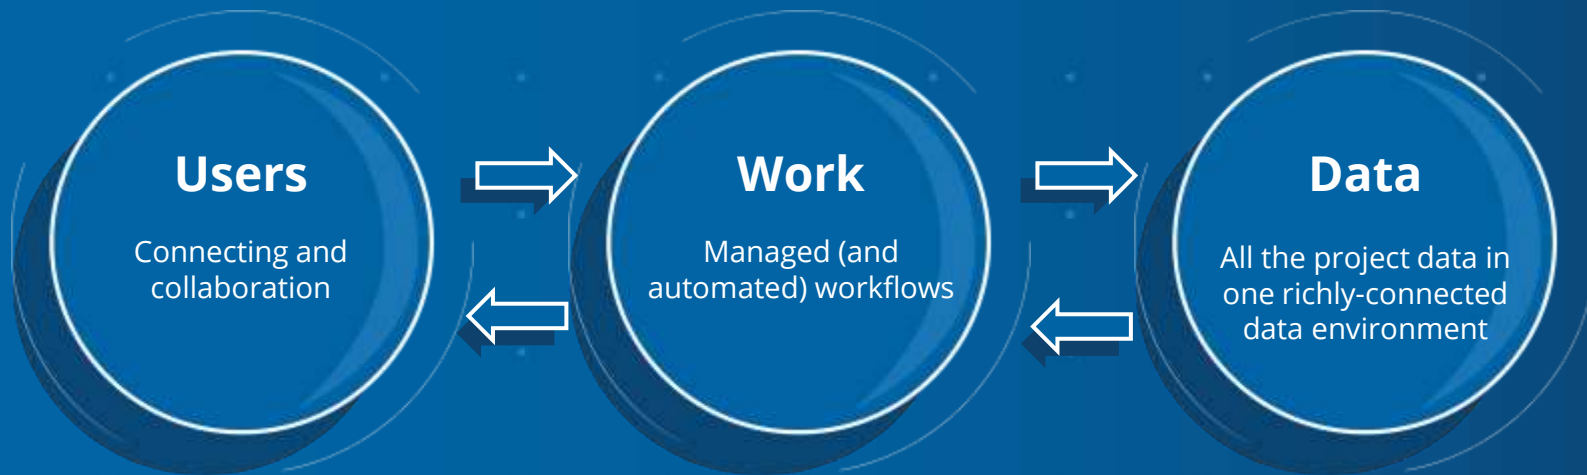 Users
Connecting and
collaboration
Work
Managed (and
automated) workflows
Data
All the project data in
one richly-connected
data environment